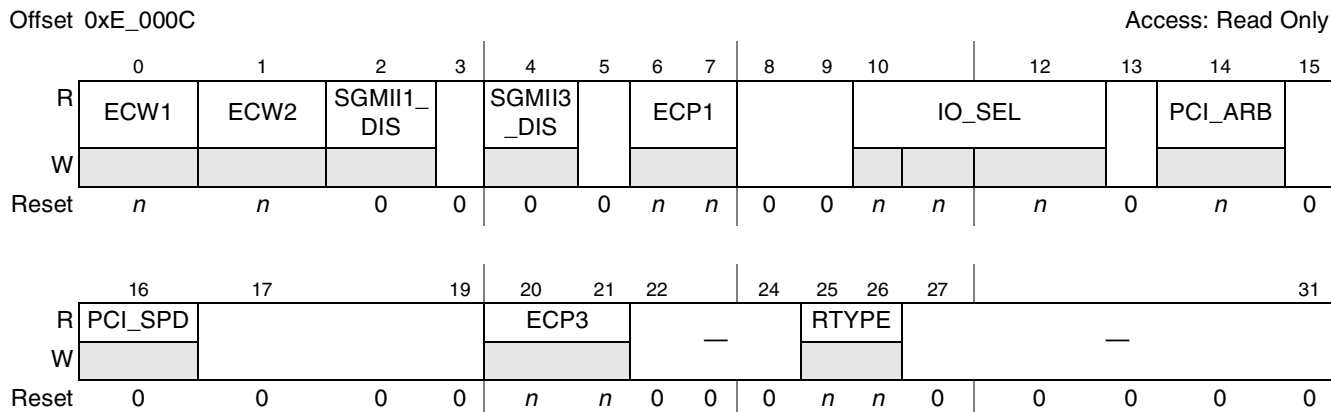 Offset 0xE_000C Access: Read Only
0 1 2 3 4 5 6 7 8 9 10 12 13 14 15
R ECW1 ECW2 SGMII1_DIS SGMII3_DIS ECP1 IO_SEL PCI_ARB
W
Reset n n 0 0 0 0 n n 0 0 n n n 0 n 0
16 17 19 20 21 22 24 25 26 27 31
R PCI_SPD ECP3 — RTYPE —
W
Reset 0 0 0 0 n n 0 0 0 n n 0 0 0 0 0